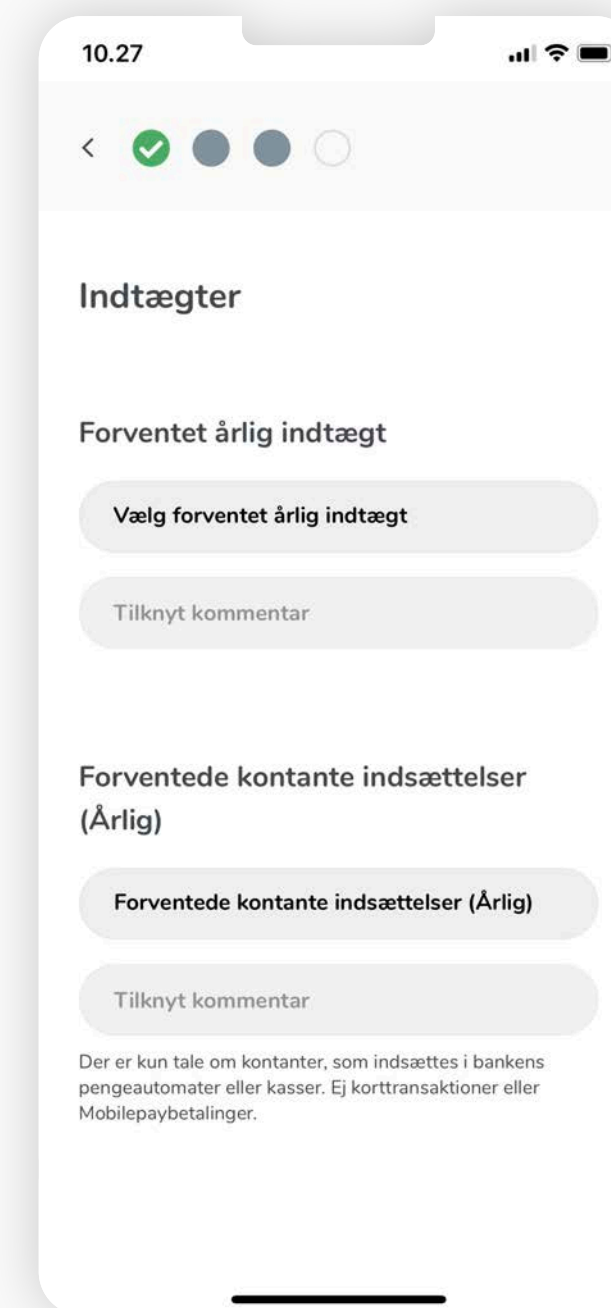 10.27
Indtægter
Forventet årlig indtægt
Vælg forventet årlig indtægt
Tilknyt kommentar
Forventede kontante indsættelser
(Årlig)
Forventede kontante indsættelser (Årlig)
Tilknyt kommentar
Der er kun tale om kontanter, som indsættes i bankens
pengeautomater eller kasser. Ej korttransaktioner eller
Mobilepaybetalinger.